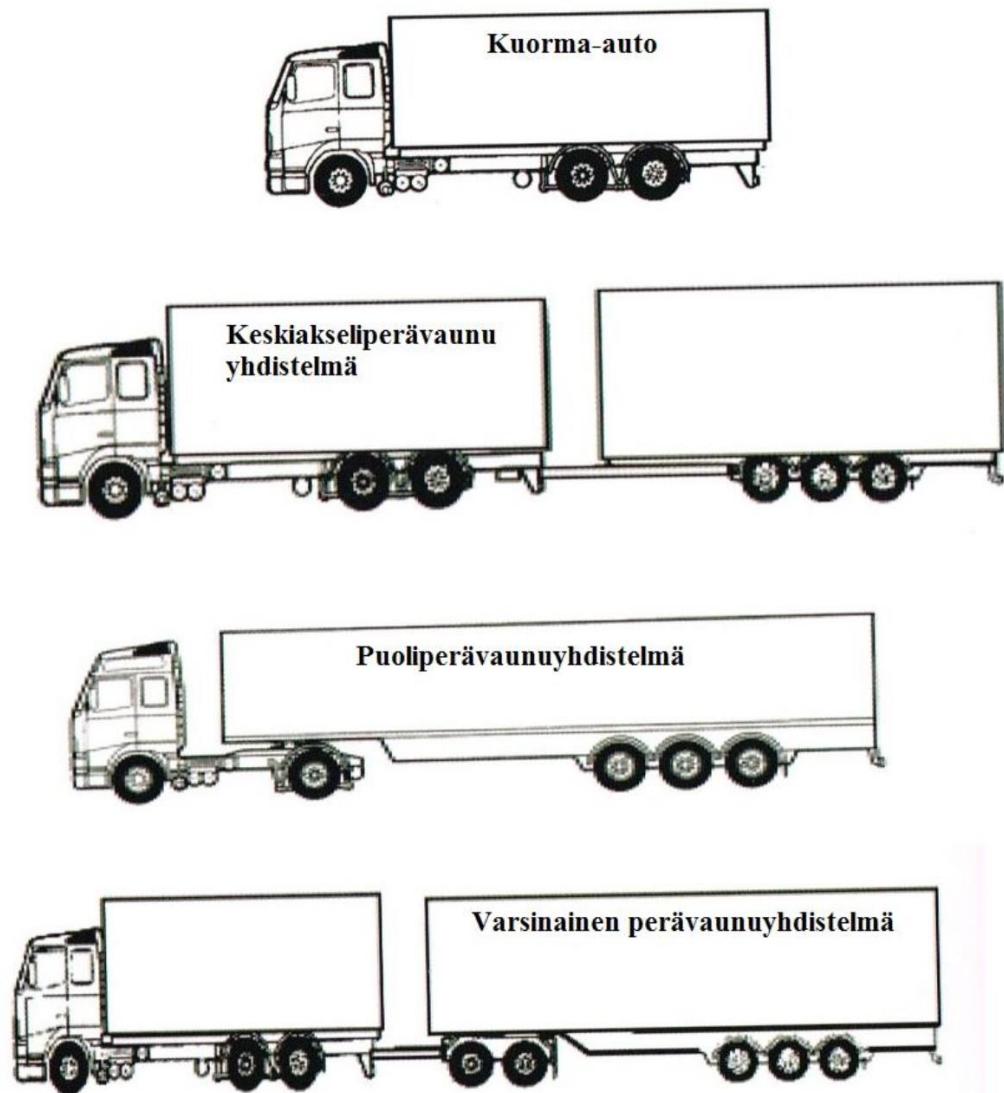 Kuorma-auto
Keskiakseliperävaunu
yhdistelmä
Puoliperävaunuyhdistelmä
Varsinainen perävaunuyhdistelmä